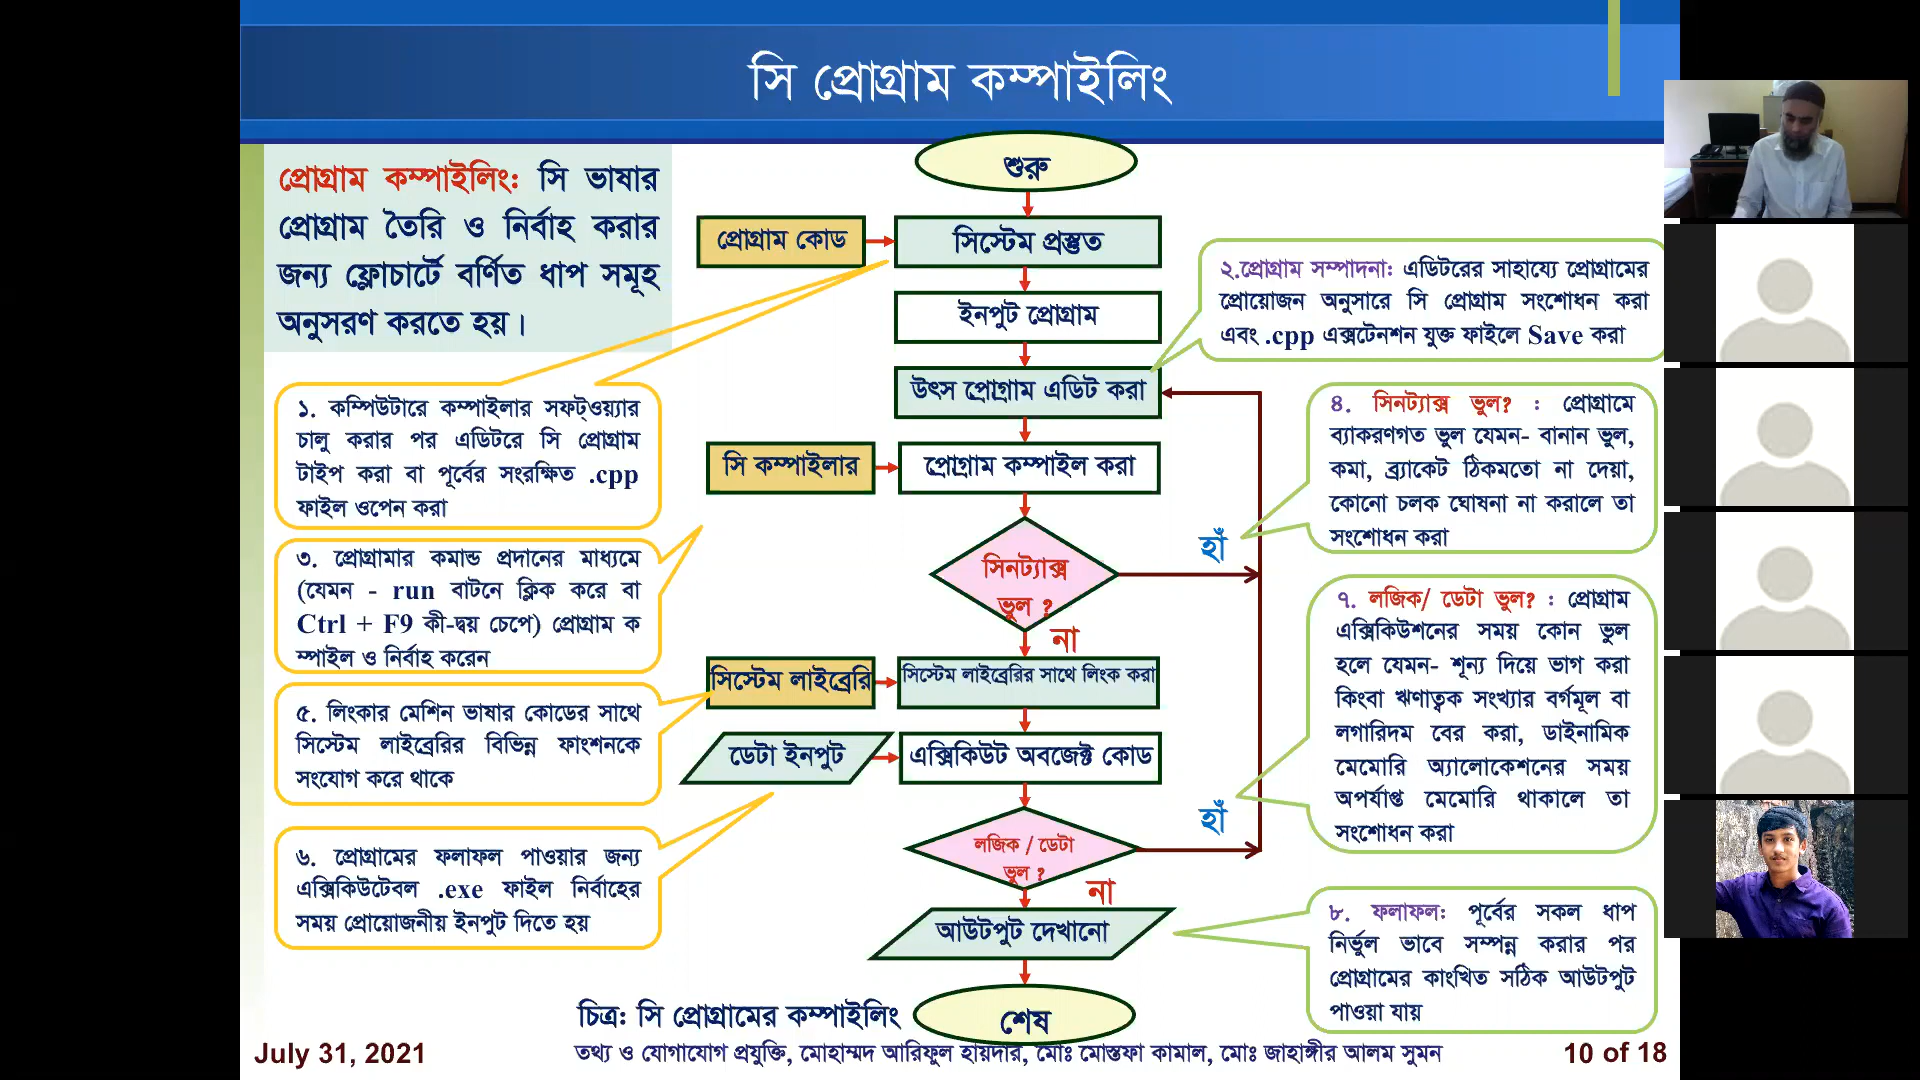 সি প্রোগ্রাম কম্পাইলিং
প্রোগ্রাম কম্পাইলিং: সি ভাষার
প্রোগ্রাম তৈরি ও নির্বাহ করার
জন্য ফ্লোচার্টে বর্ণিত ধাপ সমূহ
অনুসরণ করতে হয়।
শুরু
প্রোগ্রাম কোড
সিস্টেম প্রস্তুত
ইনপুট প্রোগ্রাম
উৎস প্রোগ্রাম এডিট করা
সি কম্পাইলার
প্রোগ্রাম কম্পাইল করা
সিনট্যাক্স
ভুল ?
হ্যাঁ
না
সিস্টেম লাইব্রেরি
সিস্টেম লাইব্রেরির সাথে লিংক করা
ডেটা ইনপুট
এক্সিকিউট অবজেক্ট কোড
লজিক / ডেটা
ভুল ?
হ্যাঁ
না
আউটপুট দেখানো
শেষ
১. কম্পিউটারে কম্পাইলার সফট্ওয়্যার
চালু করার পর এডিটরে সি প্রোগ্রাম
টাইপ করা বা পূর্বের সংরক্ষিত .cpp
ফাইল ওপেন করা
২.প্রোগ্রাম সম্পাদনা: এডিটরের সাহায্যে প্রোগ্রামের
প্রোয়োজন অনুসারে সি প্রোগ্রাম সংশোধন করা
এবং .cpp এক্সটেনশন যুক্ত ফাইলে Save করা
৩. প্রোগ্রামার কমান্ড প্রদানের মাধ্যমে
(যেমন - run বাটনে ক্লিক করে বা
Ctrl + F9 কী-দ্বয় চেপে) প্রোগ্রাম ক
ম্পাইল ও নির্বাহ করেন
৪. সিনট্যাক্স ভুল? : প্রোগ্রামে
ব্যাকরণগত ভুল যেমন- বানান ভুল,
কমা, ব্র্যাকেট ঠিকমতো না দেয়া,
কোনো চলক ঘোষনা না করালে তা
সংশোধন করা
৫. লিংকার মেশিন ভাষার কোডের সাথে
সিস্টেম লাইব্রেরির বিভিন্ন ফাংশনকে
সংযোগ করে থাকে
৬. প্রোগ্রামের ফলাফল পাওয়ার জন্য
এক্সিকিউটেবল .exe ফাইল নির্বাহের
সময় প্রোয়োজনীয় ইনপুট দিতে হয়
৭. লজিক/ ডেটা ভুল? : প্রোগ্রাম
এক্সিকিউশনের সময় কোন ভুল
হলে যেমন- শূন্য দিয়ে ভাগ করা
কিংবা ঋণাত্বক সংখ্যার বর্গমূল বা
লগারিদম বের করা, ডাইনামিক
মেমোরি অ্যালোকেশনের সময়
অপর্যাপ্ত মেমোরি থাকালে তা
সংশোধন করা
৮. ফলাফল: পূর্বের সকল ধাপ
নির্ভুল ভাবে সম্পন্ন করার পর
প্রোগ্রামের কাংখিত সঠিক আউটপুট
পাওয়া যায়
চিত্র: সি প্রোগ্রামের কম্পাইলিং
July 31, 2021
তথ্য ও যোগাযোগ প্রযুক্তি, মোহাম্মদ আরিফুল হায়দার, মোঃ মোস্তফা কামাল, মোঃ জাহাঙ্গীর আলম সুমন
10 of 18